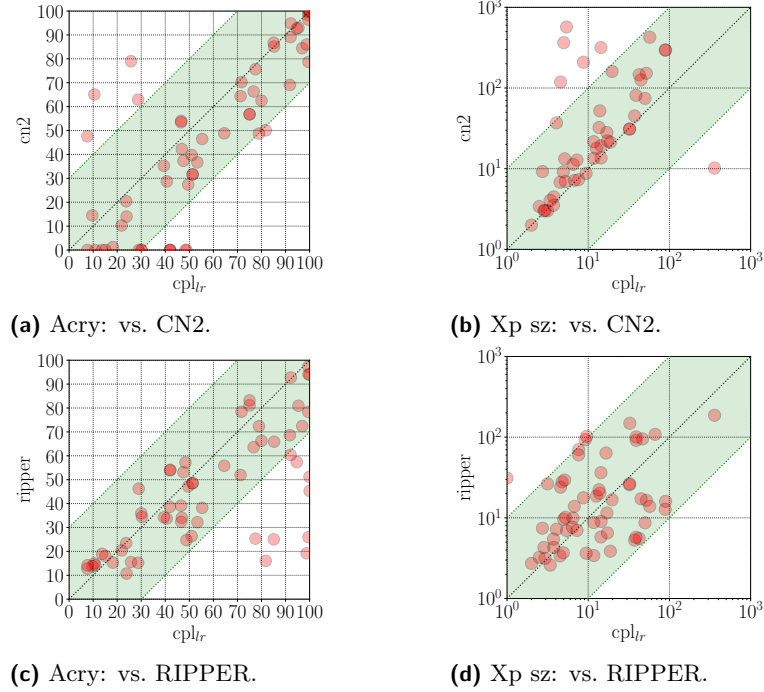 100
90
80
70
60
50
40
30
20
10
0
cn2
0 10 20 30 40 50 60 70 80 90 100
cpl_lr
(a) Acry: vs. CN2.
10^3
10^2
10^1
10^0
cn2
10^0 10^1 10^2 10^3
cpl_lr
(b) Xp sz: vs. CN2.
100
90
80
70
60
50
40
30
20
10
0
ripper
0 10 20 30 40 50 60 70 80 90 100
cpl_lr
(c) Acry: vs. RIPPER.
10^3
10^2
10^1
10^0
ripper
10^0 10^1 10^2 10^3
cpl_lr
(d) Xp sz: vs. RIPPER.